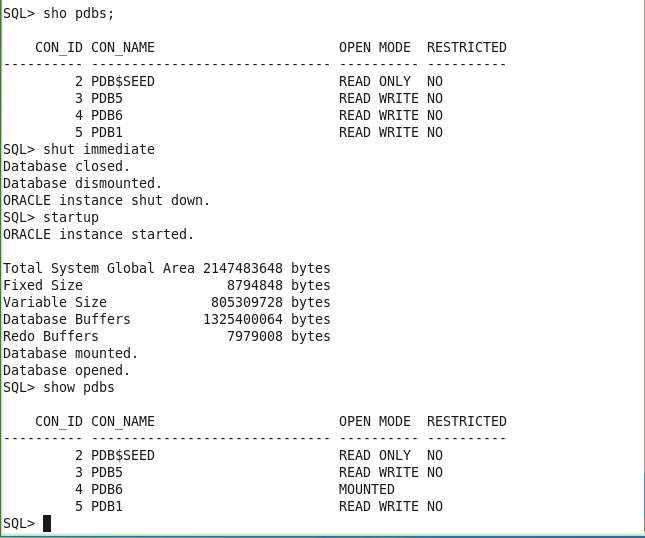 SQL> sho pdbs;
    CON_ID CON_NAME                       OPEN MODE  RESTRICTED
---------- ------------------------------ ---------- ----------
         2 PDB$SEED                       READ ONLY  NO
         3 PDB5                           READ WRITE NO
         4 PDB6                           READ WRITE NO
         5 PDB1                           READ WRITE NO
SQL> shut immediate
Database closed.
Database dismounted.
ORACLE instance shut down.
SQL> startup
ORACLE instance started.
Total System Global Area 2147483648 bytes
Fixed Size                  8794848 bytes
Variable Size             805309728 bytes
Database Buffers         1325400064 bytes
Redo Buffers                7979008 bytes
Database mounted.
Database opened.
SQL> show pdbs
    CON_ID CON_NAME                       OPEN MODE  RESTRICTED
---------- ------------------------------ ---------- ----------
         2 PDB$SEED                       READ ONLY  NO
         3 PDB5                           READ WRITE NO
         4 PDB6                           MOUNTED
         5 PDB1                           READ WRITE NO
SQL>